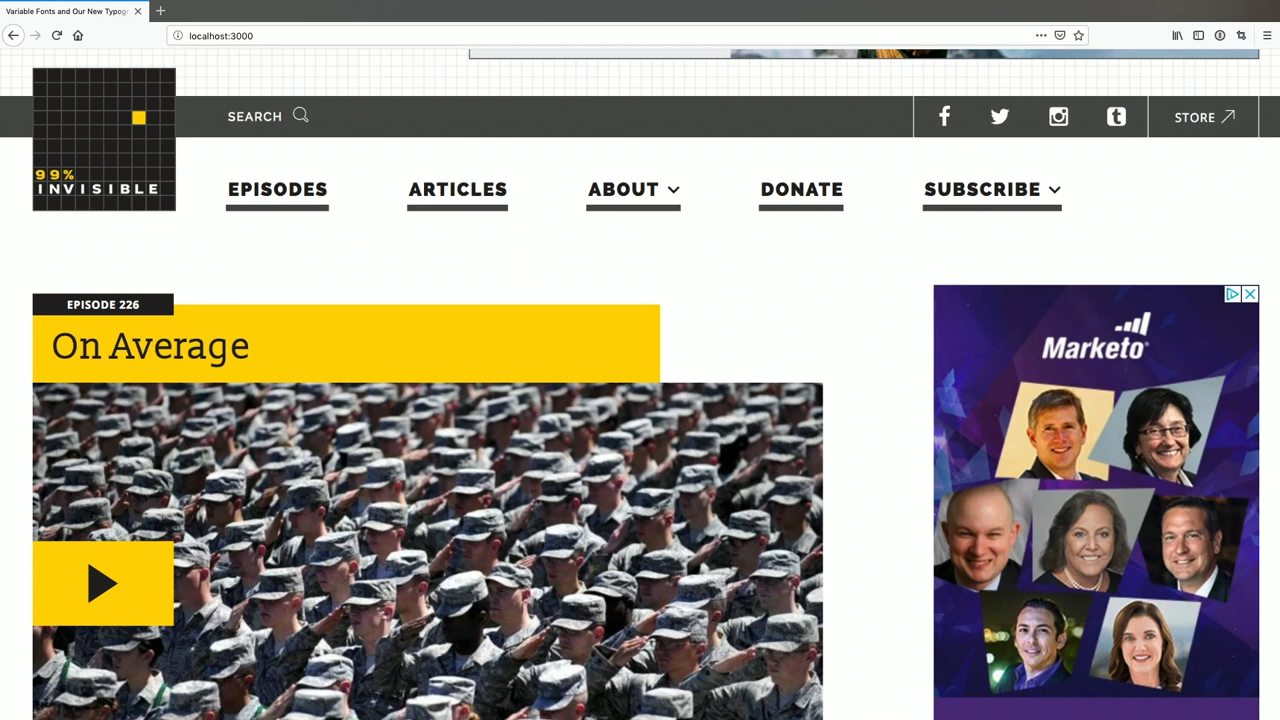 Variable Fonts and Our New Typogr
localhost:3000
SEARCH
STORE
99%
INVISIBLE
EPISODES
ARTICLES
ABOUT
DONATE
SUBSCRIBE
EPISODE 226
On Average
Marketo